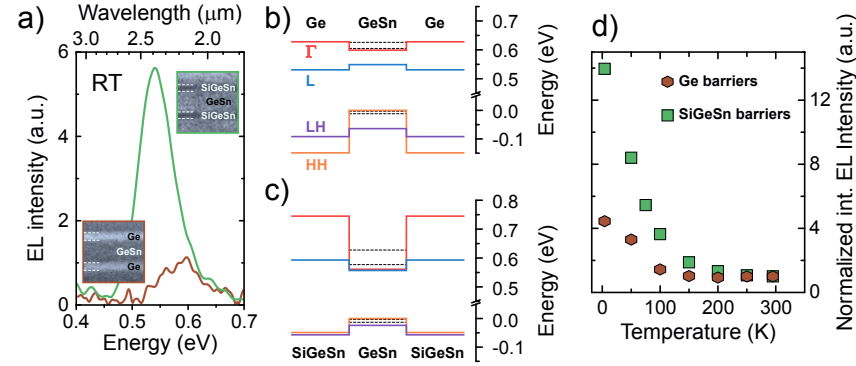 a)
Wavelength (μm)
3.0 2.5 2.0
EL intensity (a.u.)
6
4
2
0
RT
SiGeSn
GeSn
SiGeSn
Ge
GeSn
Ge
0.4 0.5 0.6 0.7
Energy (eV)
b)
Ge GeSn Ge
Γ
L
LH
HH
0.7
0.6
0.5
0.0
-0.1
Energy (eV)
c)
0.8
0.7
0.6
0.5
0.0
-0.1
Energy (eV)
SiGeSn GeSn SiGeSn
d)
Ge barriers
SiGeSn barriers
12
8
4
0
Normalized int. EL Intensity (a.u.)
0 100 200 300
Temperature (K)